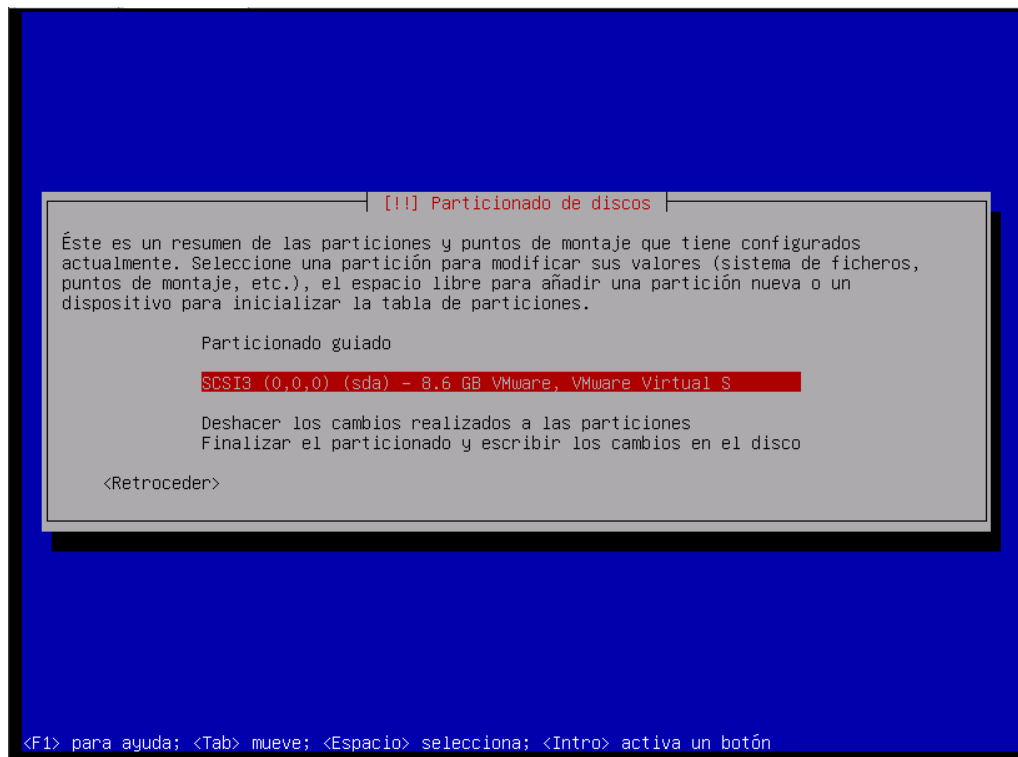 [!!] Particionado de discos
Éste es un resumen de las particiones y puntos de montaje que tiene configurados
actualmente. Seleccione una partición para modificar sus valores (sistema de ficheros,
puntos de montaje, etc.), el espacio libre para añadir una partición nueva o un
dispositivo para inicializar la tabla de particiones.
Particionado guiado
SCSI3 (0,0,0) (sda) – 8.6 GB VMware, VMware Virtual S
Deshacer los cambios realizados a las particiones
Finalizar el particionado y escribir los cambios en el disco
<Retroceder>
<F1> para ayuda; <Tab> mueve; <Espacio> selecciona; <Intro> activa un botón